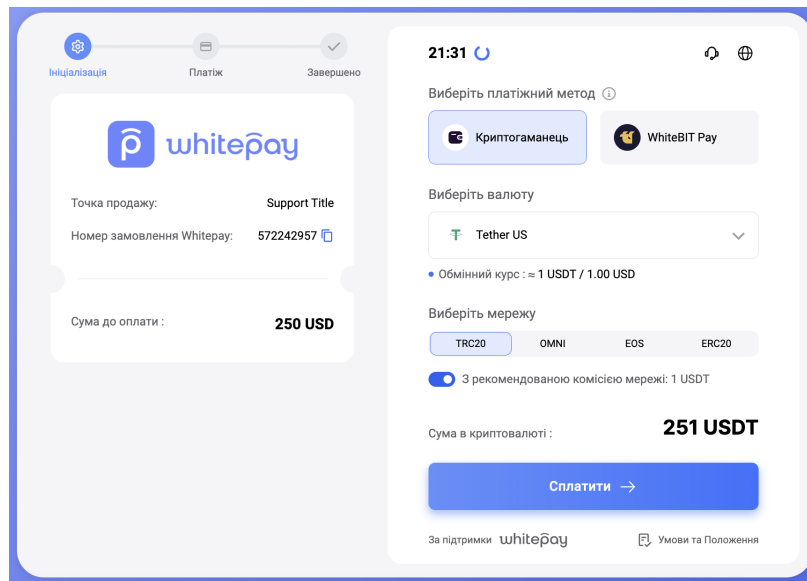 Ініціалізація
Платіж
Завершено
whitepay
Точка продажу:
Support Title
Номер замовлення Whitepay:
572242957
Сума до оплати :
250 USD
21:31
Виберіть платіжний метод
Криптогаманець
WhiteBIT Pay
Виберіть валюту
Tether US
Обмінний курс : ≈ 1 USDT / 1.00 USD
Виберіть мережу
TRC20
OMNI
EOS
ERC20
З рекомендованою комісією мережі: 1 USDT
Сума в криптовалюті :
251 USDT
Сплатити
За підтримки whitepay
Умови та Положення